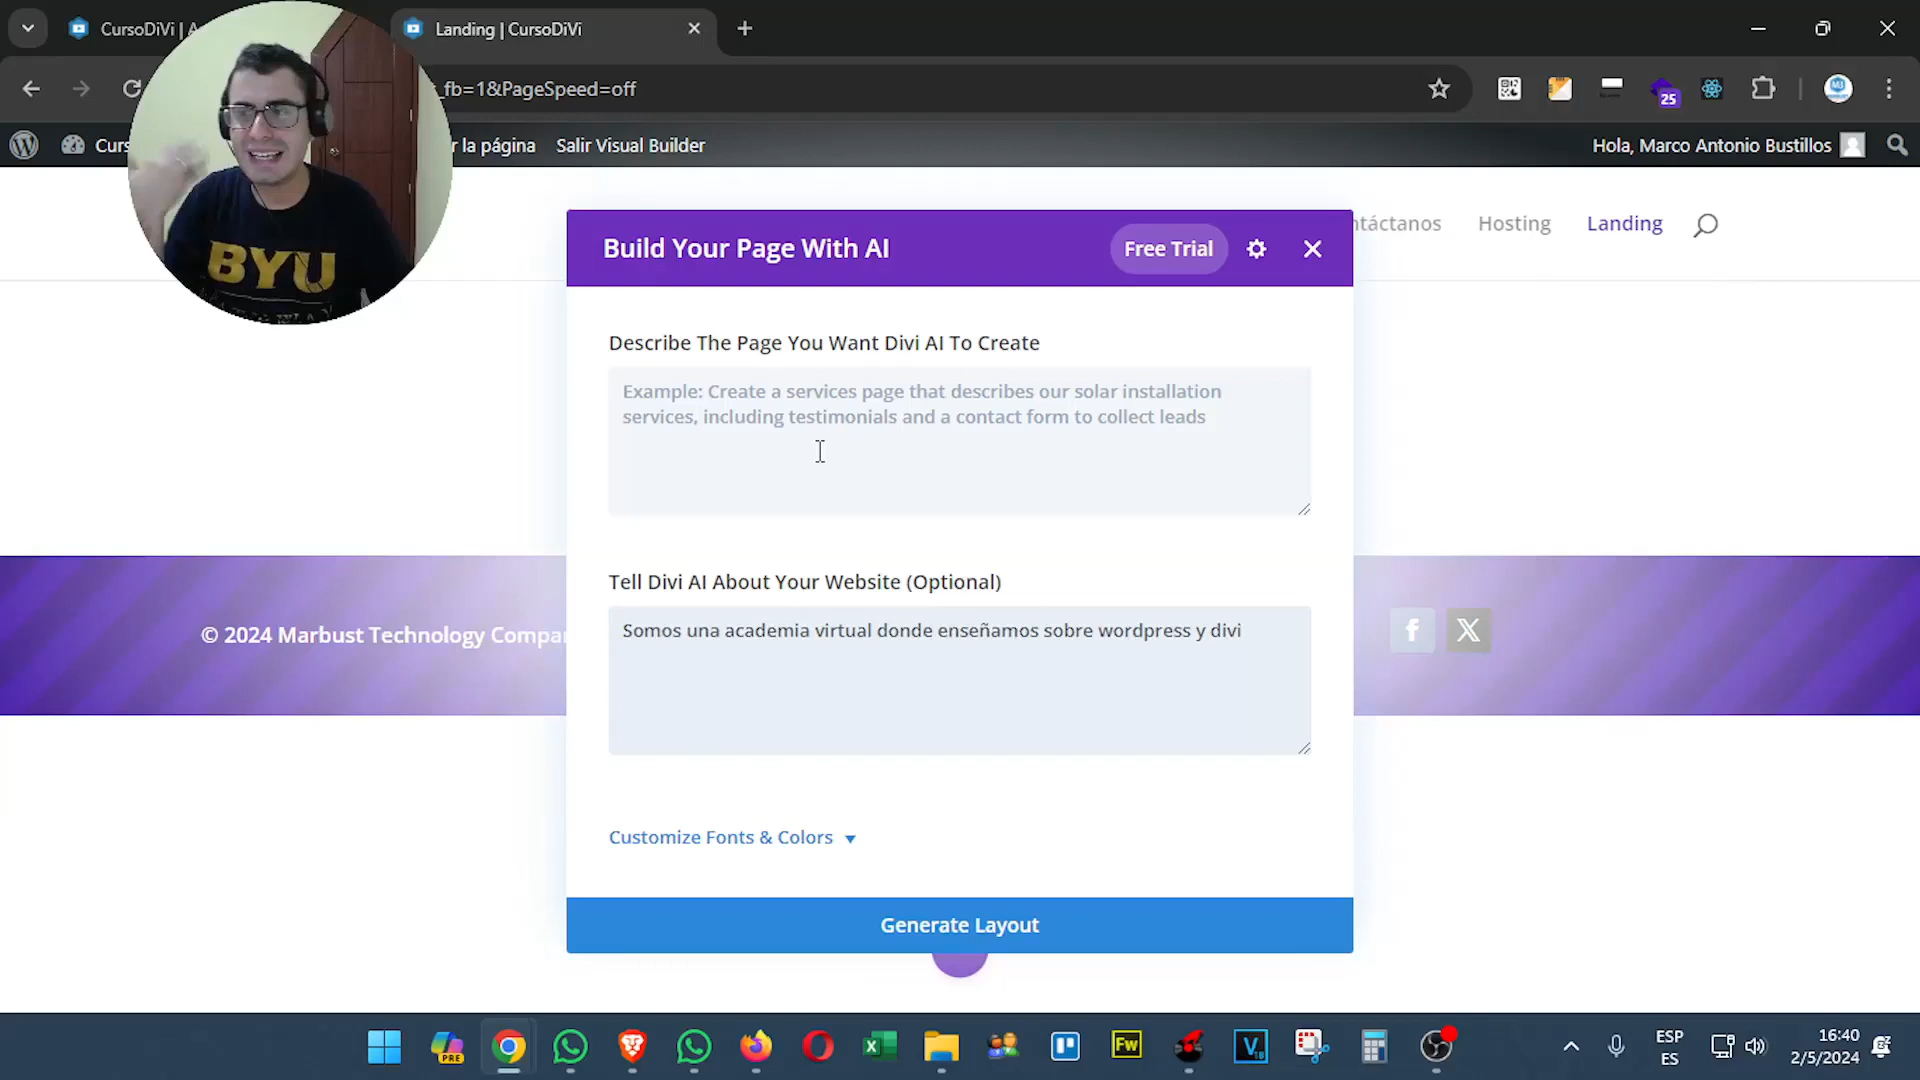 CursoDiVi | A
Landing | CursoDiVi
_fb=1&PageSpeed=off
25
Curs
r la página
Salir Visual Builder
Hola, Marco Antonio Bustillos
BYU
ntáctanos
Hosting
Landing
Build Your Page With AI
Free Trial
Describe The Page You Want Divi AI To Create
Example: Create a services page that describes our solar installation
services, including testimonials and a contact form to collect leads
Tell Divi AI About Your Website (Optional)
Somos una academia virtual donde enseñamos sobre wordpress y divi
© 2024 Marbust Technology Compa
Customize Fonts & Colors
Generate Layout
PRE
Fw
ESP
ES
16:40
2/5/2024